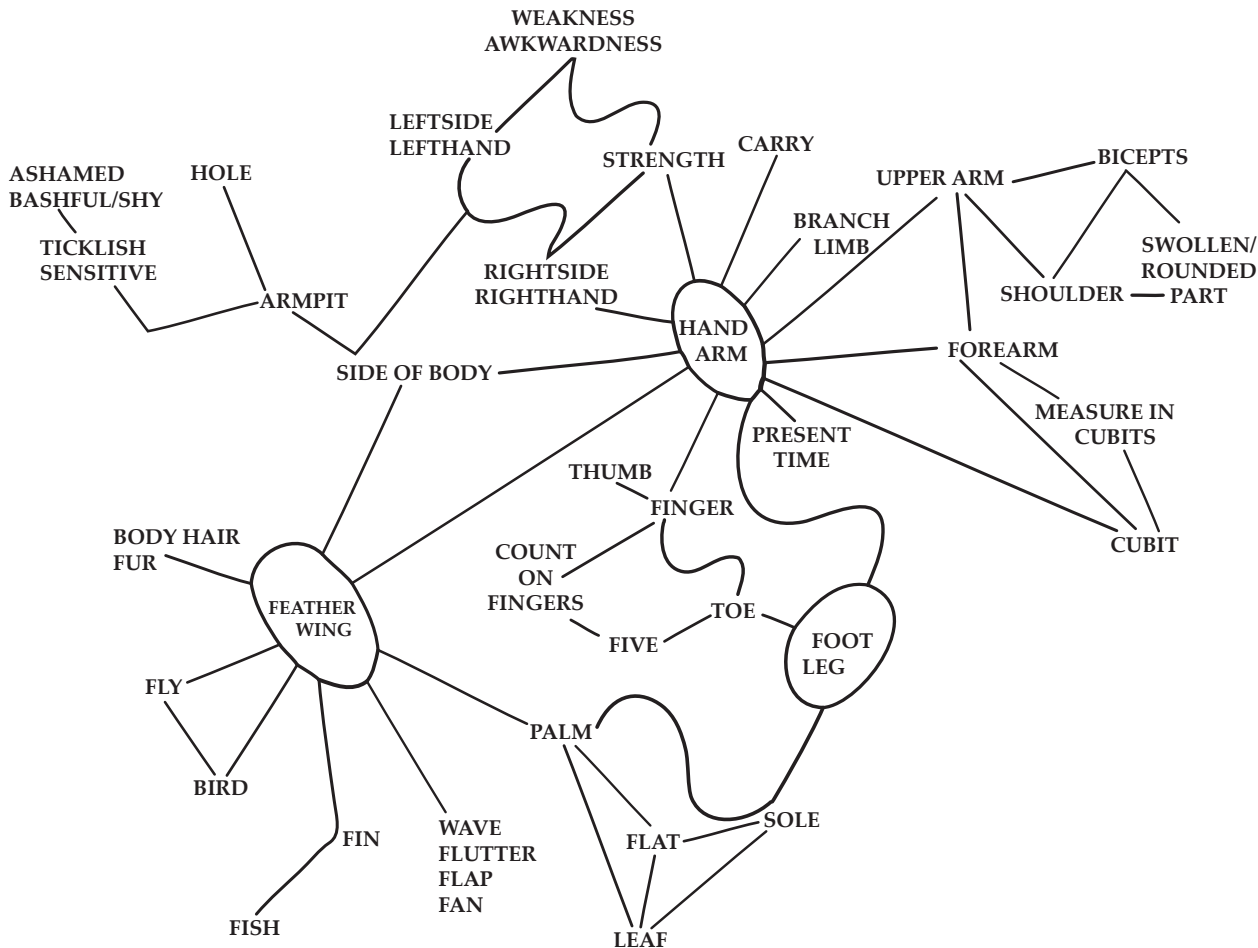 WEAKNESS
AWKWARDNESS
LEFTSIDE
LEFTHAND
STRENGTH
CARRY
BICEPTS
UPPER ARM
HOLE
ASHAMED
BASHFUL/SHY
BRANCH
LIMB
TICKLISH
SENSITIVE
SWOLLEN/
ROUNDED
PART
RIGHTSIDE
RIGHTHAND
ARMPIT
SHOULDER
HAND
ARM
FOREARM
SIDE OF BODY
MEASURE IN
CUBITS
PRESENT
TIME
THUMB
FINGER
BODY HAIR
FUR
CUBIT
COUNT
ON
FINGERS
FEATHER
WING
TOE
FIVE
FOOT
LEG
FLY
PALM
BIRD
SOLE
WAVE
FLUTTER
FLAP
FAN
FIN
FLAT
FISH
LEAF